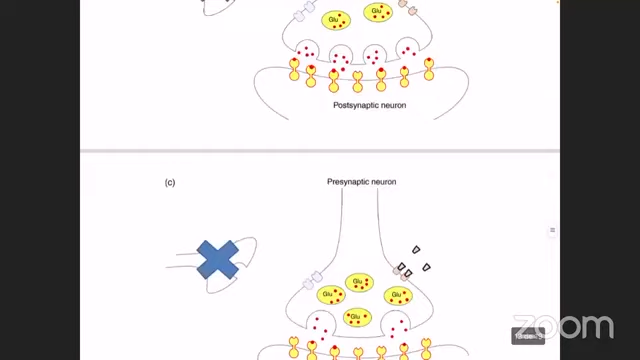 Glu
Glu
Postsynaptic neuron
(c)
Presynaptic neuron
Glu
Glu
Glu
Glu
zoom